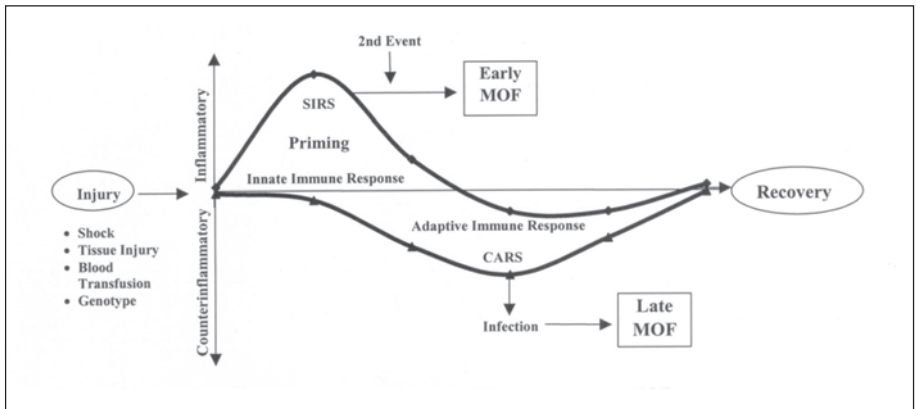 2nd Event
Early
MOF
SIRS
Inflammatory
Priming
Innate Immune Response
Injury
Recovery
Counterinflammatory
Adaptive Immune Response
• Shock
• Tissue Injury
• Blood
Transfusion
• Genotype
CARS
Infection
Late
MOF